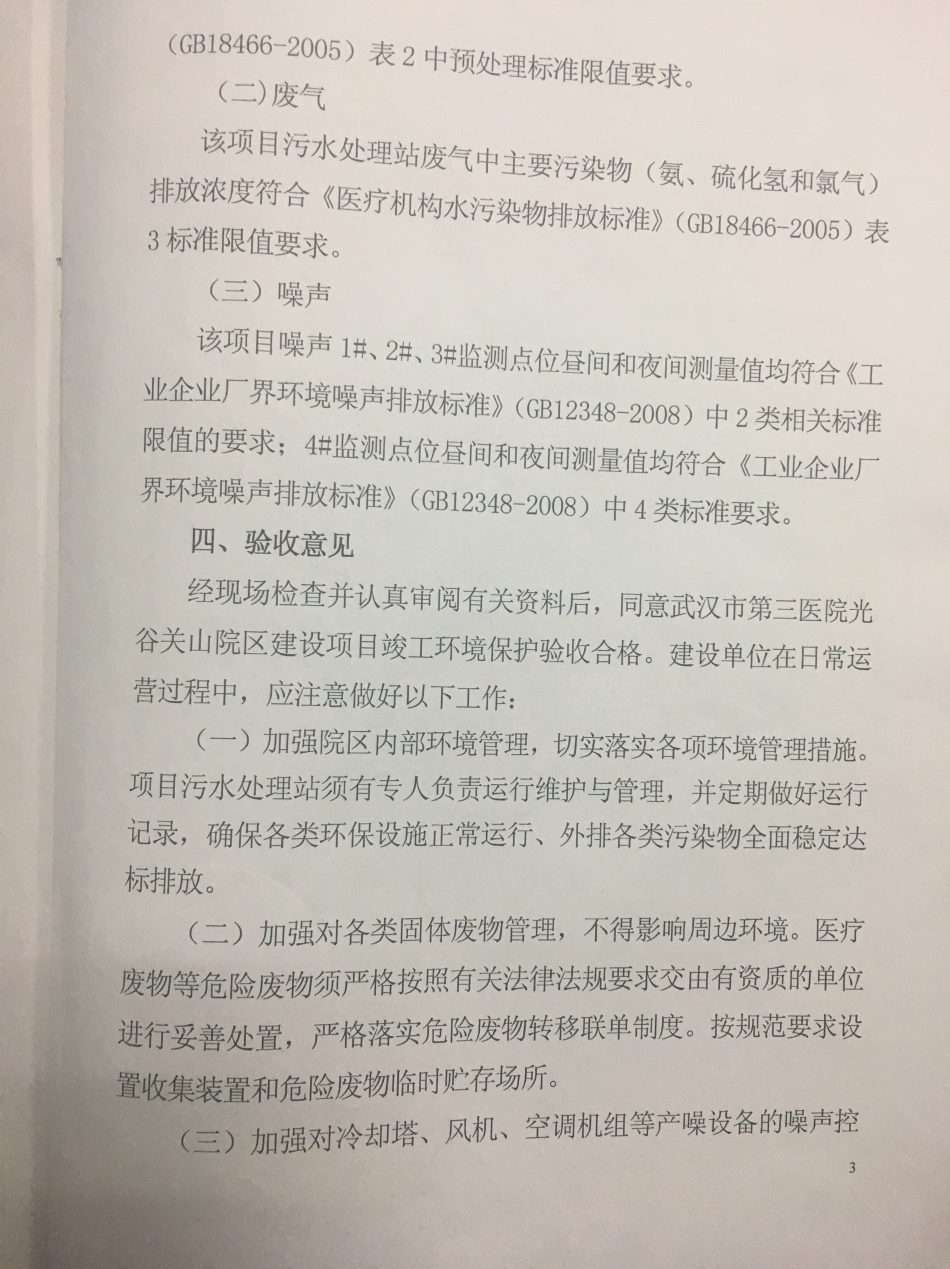 （GB18466-2005）表 2 中预处理标准限值要求。
（二)废气
该项目污水处理站废气中主要污染物（氨、硫化氢和氯气）
排放浓度符合《医疗机构水污染物排放标准》（GB18466-2005）表
3 标准限值要求。
（三）噪声
该项目噪声 1#、2#、3#监测点位昼间和夜间测量值均符合《工
业企业厂界环境噪声排放标准》（GB12348-2008）中 2 类相关标准
限值的要求；4#监测点位昼间和夜间测量值均符合《工业企业厂
界环境噪声排放标准》（GB12348-2008）中 4 类标准要求。
四、验收意见
经现场检查并认真审阅有关资料后，同意武汉市第三医院光
谷关山院区建设项目竣工环境保护验收合格。建设单位在日常运
营过程中，应注意做好以下工作：
（一）加强院区内部环境管理，切实落实各项环境管理措施。
项目污水处理站须有专人负责运行维护与管理，并定期做好运行
记录，确保各类环保设施正常运行、外排各类污染物全面稳定达
标排放。
（二）加强对各类固体废物管理，不得影响周边环境。医疗
废物等危险废物须严格按照有关法律法规要求交由有资质的单位
进行妥善处置，严格落实危险废物转移联单制度。按规范要求设
置收集装置和危险废物临时贮存场所。
（三）加强对冷却塔、风机、空调机组等产噪设备的噪声控
3